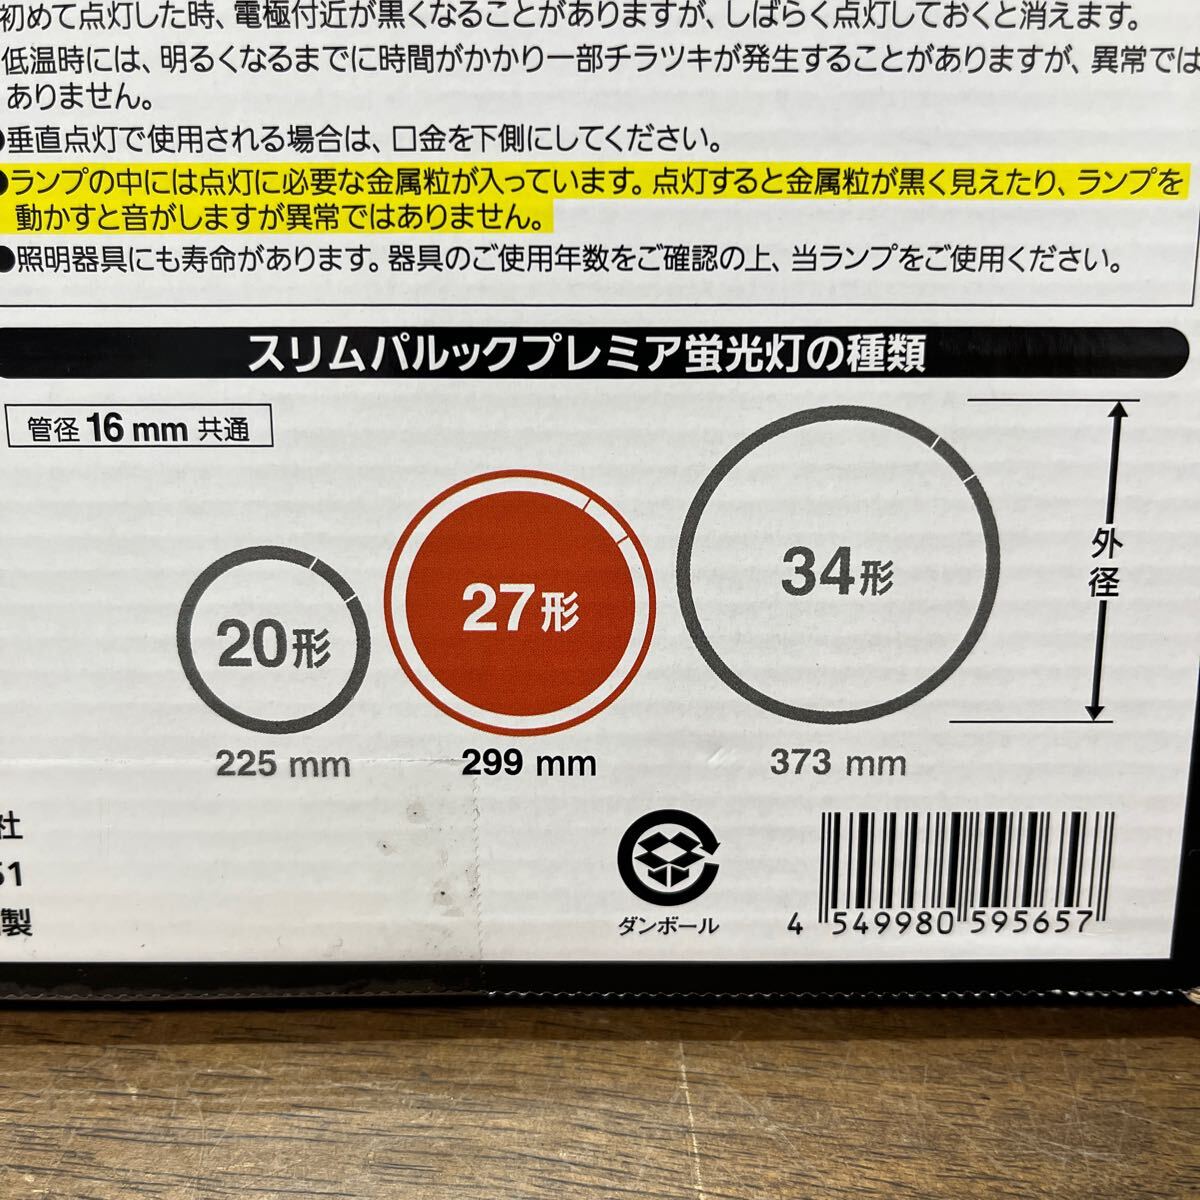 初めて点灯した時、電極付近が黒くなることがありますが、しばらく点灯しておくと消えます。
低温時には、明るくなるまでに時間がかかり一部チラツキが発生することがありますが、異常では
ありません。
●垂直点灯で使用される場合は、口金を下側にしてください。
●ランプの中には点灯に必要な金属粒が入っています。点灯すると金属粒が黒く見えたり、ランプを
動かすと音がしますが異常ではありません。
●照明器具にも寿命があります。器具のご使用年数をご確認の上、当ランプをご使用ください。
スリムパルックプレミア蛍光灯の種類
管径 16 mm 共通
20形
27形
34形
外径
225 mm
299 mm
373 mm
社
51
製
ダンボール
4 549980 595657